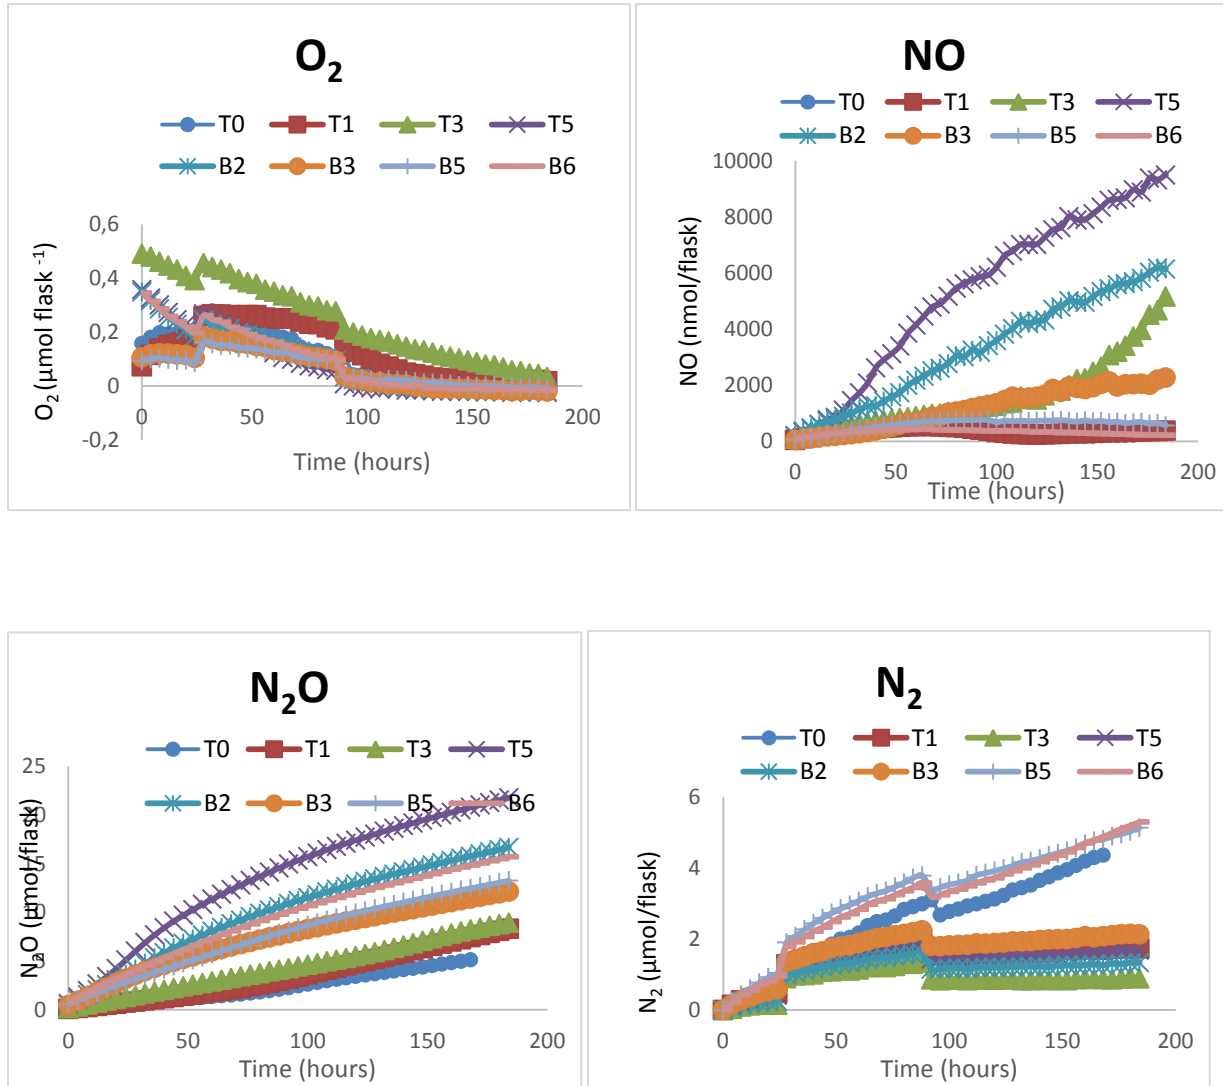 O₂
T0 T1 T3 T5
B2 B3 B5 B6
0,6
0,4
0,2
0
-0,2
0 50 100 150 200
O₂ (µmol flask ⁻¹)
Time (hours)
NO
T0 T1 T3 T5
B2 B3 B5 B6
10000
8000
6000
4000
2000
0
0 50 100 150 200
NO (nmol/flask)
Time (hours)
N₂O
T0 T1 T3 T5
B2 B3 B5 B6
25
15
5
0
0 50 100 150 200
N₂O (µmol/flask)
Time (hours)
N₂
T0 T1 T3 T5
B2 B3 B5 B6
6
4
2
0
0 50 100 150 200
N₂ (µmol/flask)
Time (hours)